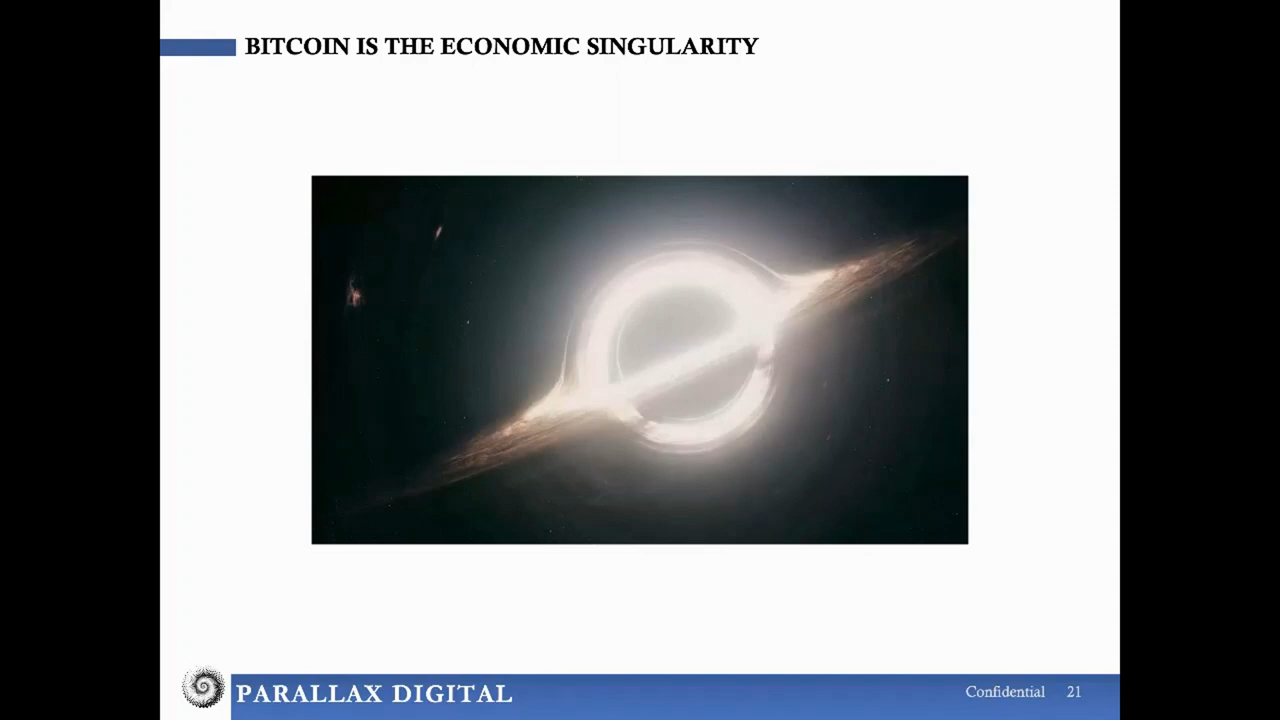 BITCOIN IS THE ECONOMIC SINGULARITY
PARALLAX DIGITAL
Confidential 21